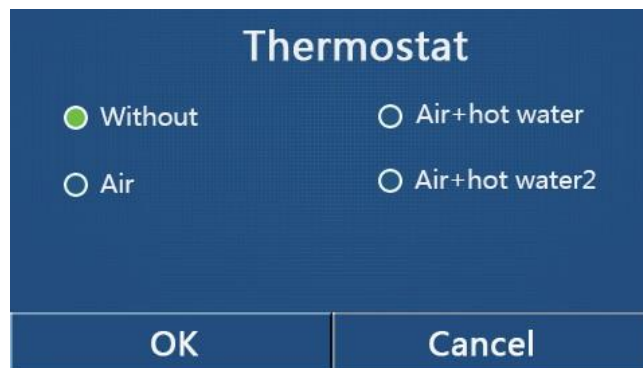 Thermostat
Without
Air+hot water
Air
Air+hot water2
OK
Cancel